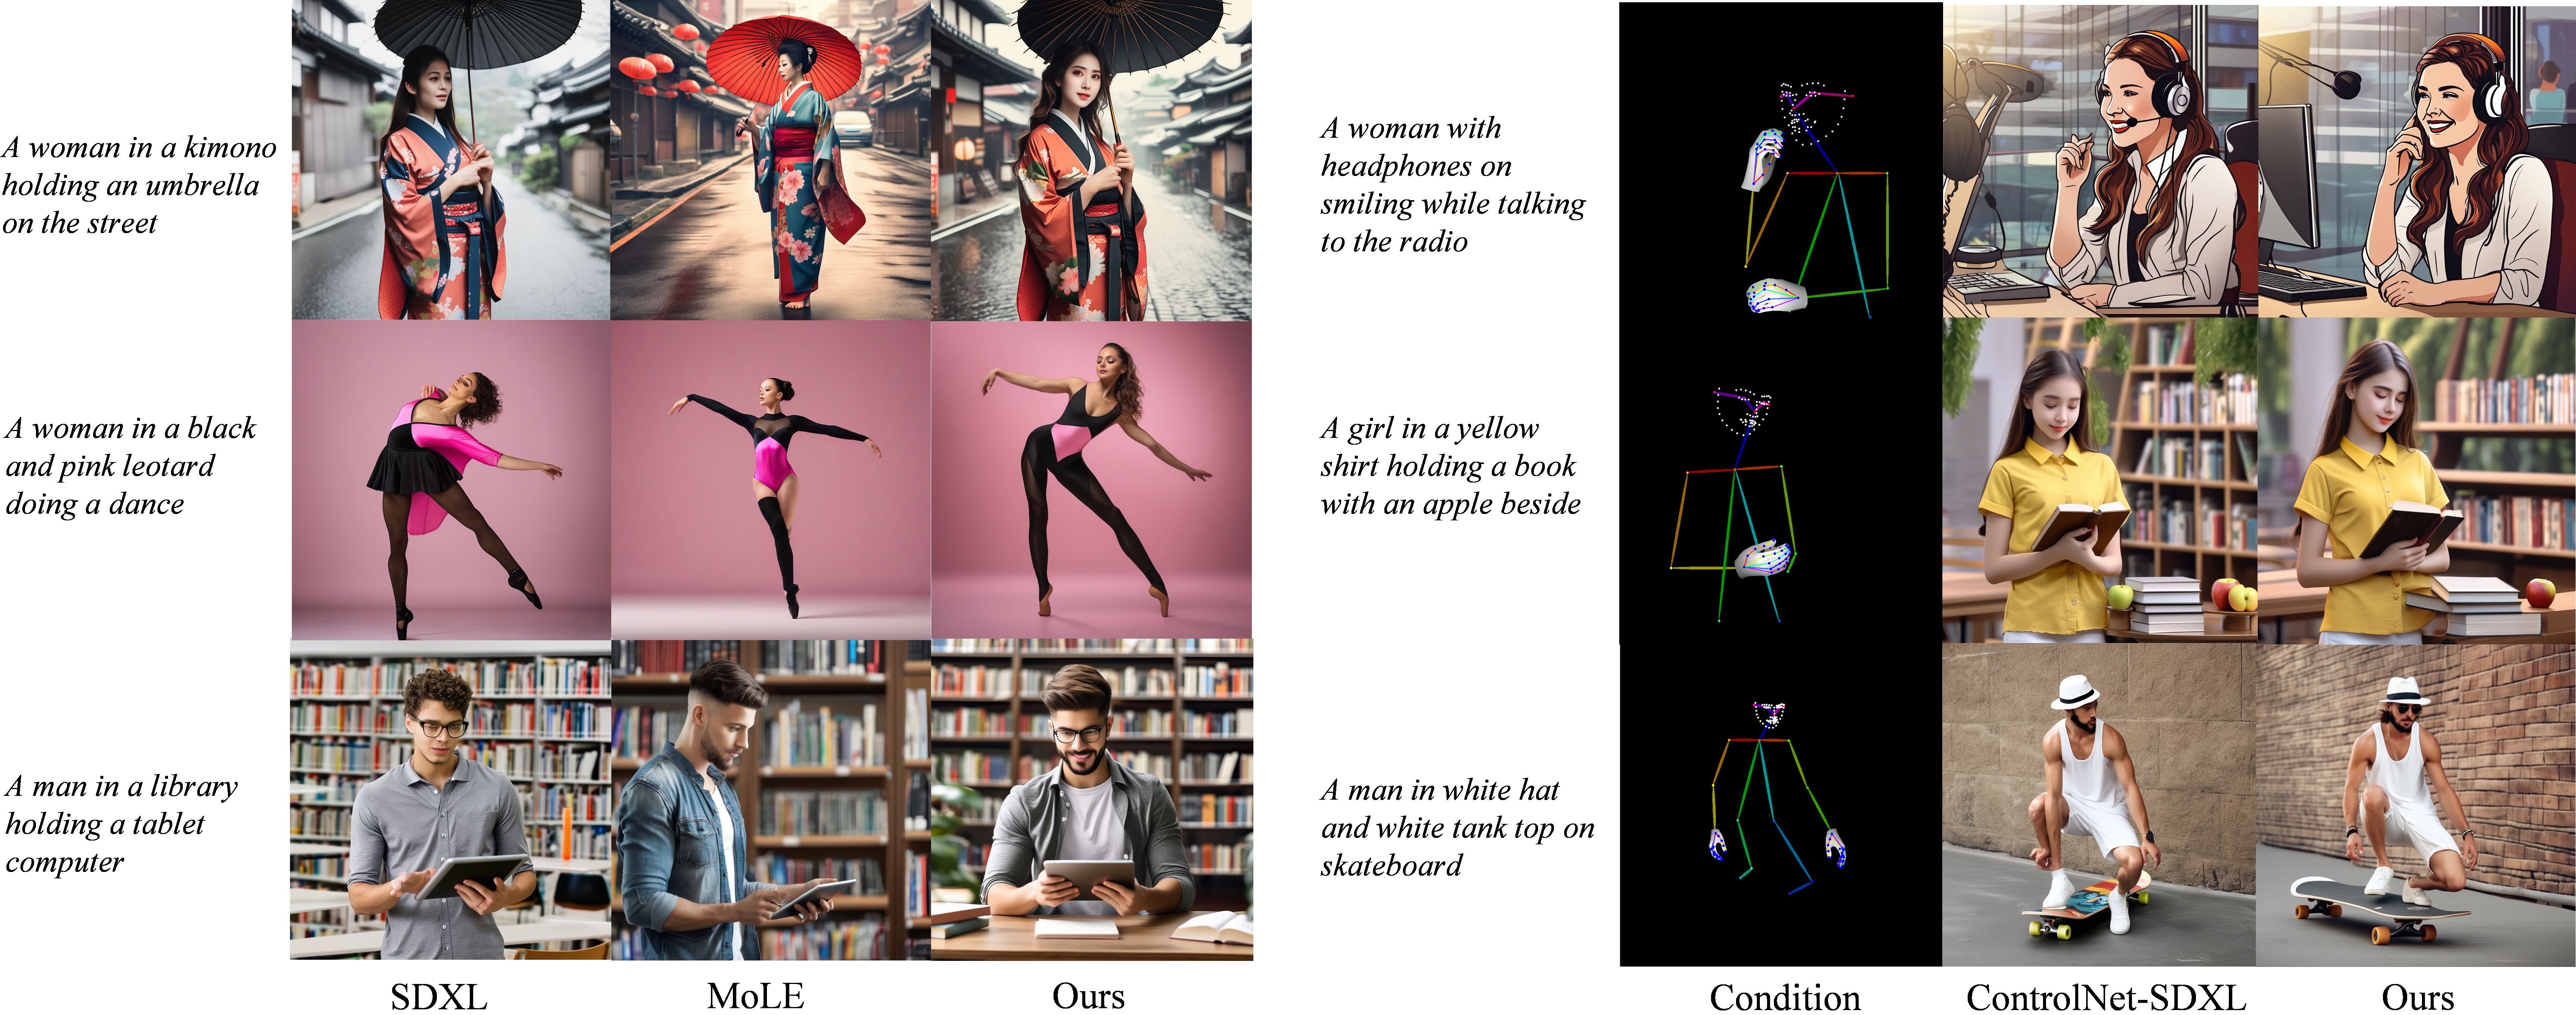 A woman in a kimono
holding an umbrella
on the street
A woman in a black
and pink leotard
doing a dance
A man in a library
holding a tablet
computer
SDXL
MoLE
Ours
A woman with
headphones on
smiling while talking
to the radio
A girl in a yellow
shirt holding a book
with an apple beside
A man in white hat
and white tank top on
skateboard
Condition
ControlNet-SDXL
Ours